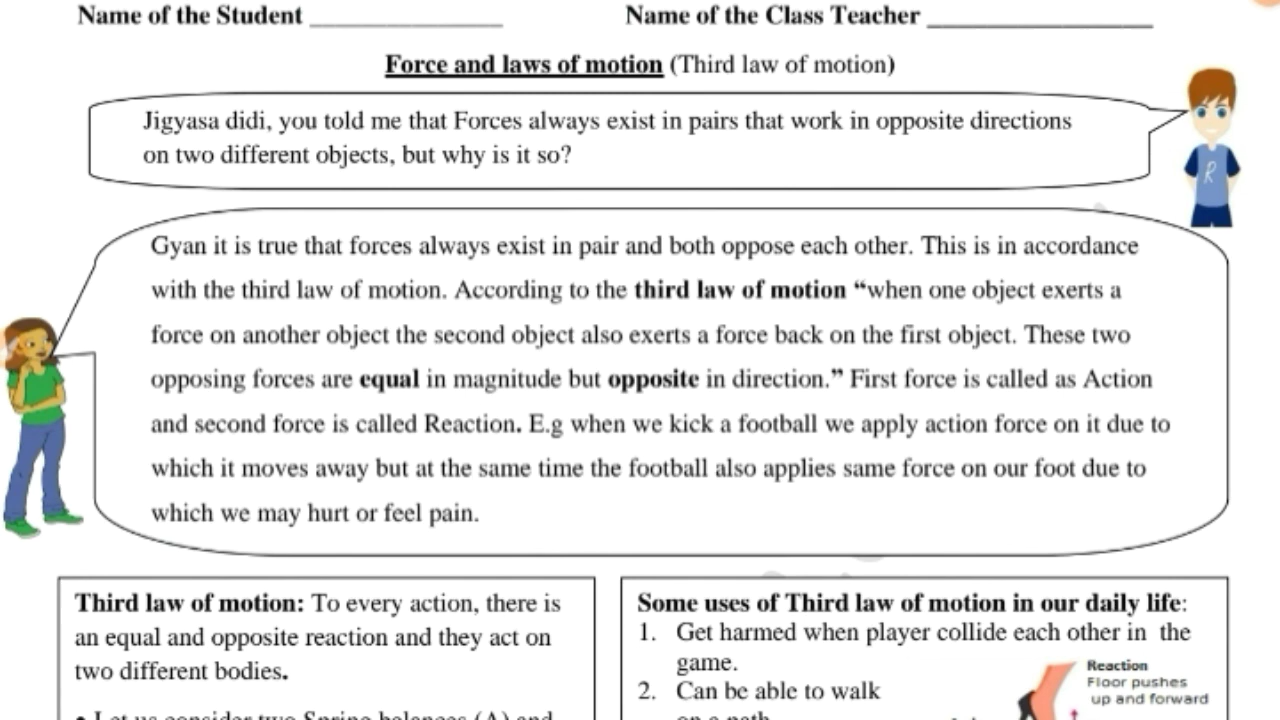 Name of the Student _______________ Name of the Class Teacher _________________
Force and laws of motion (Third law of motion)
Jigyasa didi, you told me that Forces always exist in pairs that work in opposite directions
on two different objects, but why is it so?
R
Gyan it is true that forces always exist in pair and both oppose each other. This is in accordance
with the third law of motion. According to the third law of motion “when one object exerts a
force on another object the second object also exerts a force back on the first object. These two
opposing forces are equal in magnitude but opposite in direction.” First force is called as Action
and second force is called Reaction. E.g when we kick a football we apply action force on it due to
which it moves away but at the same time the football also applies same force on our foot due to
which we may hurt or feel pain.
Third law of motion: To every action, there is
an equal and opposite reaction and they act on
two different bodies.
• Let us consider two Spring balances (A) and
Some uses of Third law of motion in our daily life:
1. Get harmed when player collide each other in the
game.
2. Can be able to walk
on a path
Reaction
Floor pushes
up and forward